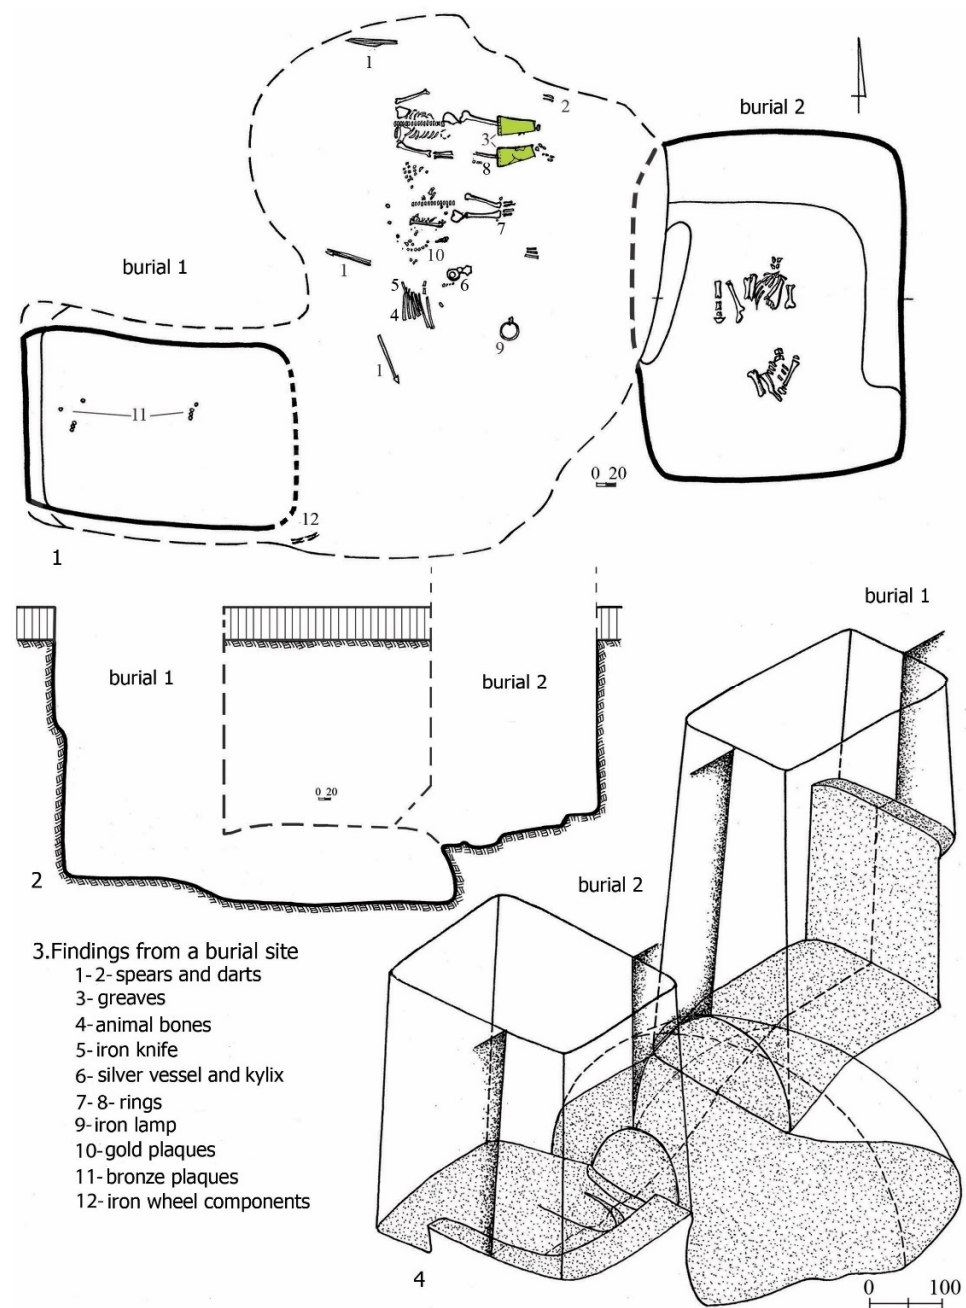 1
2
burial 2
3
8
7
burial 1
1
10
5
6
4
9
1
11
0 20
12
1
burial 1
burial 1
burial 2
0 20
2
burial 2
3.Findings from a burial site
1-2-spears and darts
3-greaves
4-animal bones
5-iron knife
6- silver vessel and kylix
7-8-rings
9-iron lamp
10-gold plaques
11-bronze plaques
12-iron wheel components
4
0 100